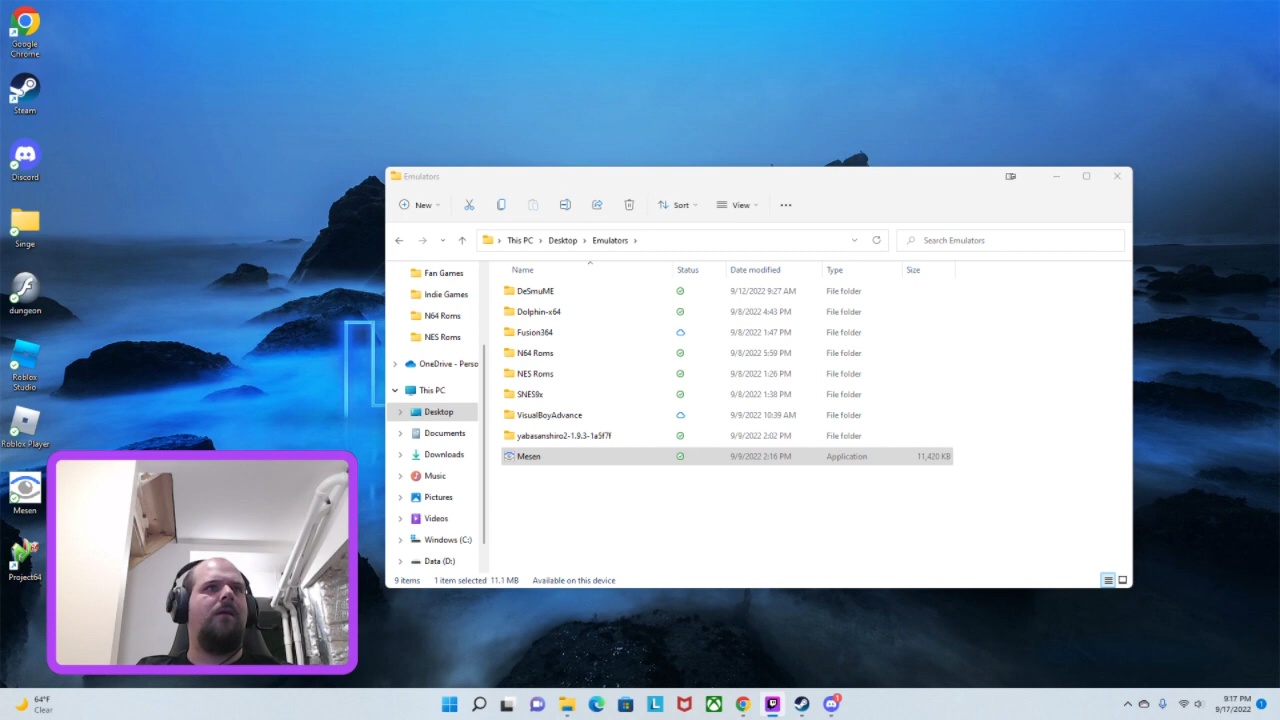 Google
Chrome
Steam
Discord
Singe
dungeon
Roblox
Studio
Roblox Player
Mesen
Project64
Emulators
New
Sort
View
This PC
Desktop
Emulators
Search Emulators
Fan Games
Indie Games
N64 Roms
NES Roms
OneDrive - Perso
This PC
Desktop
Documents
Downloads
Music
Pictures
Videos
Windows (C:)
Data (D:)
Name Status Date modified Type Size
DeSmuME 9/12/2022 9:27 AM File folder
Dolphin-x64 9/8/2022 4:43 PM File folder
Fusion364 9/8/2022 1:47 PM File folder
N64 Roms 9/8/2022 5:59 PM File folder
NES Roms 9/8/2022 1:26 PM File folder
SNES9x 9/8/2022 1:38 PM File folder
VisualBoyAdvance 9/9/2022 10:39 AM File folder
yabasanshiro2-1.9.3-1a5f7f 9/9/2022 2:02 PM File folder
Mesen 9/9/2022 2:16 PM Application 11,420 KB
9 items 1 item selected 11.1 MB Available on this device
64°F
Clear
L
1
9:17 PM
9/17/2022
1